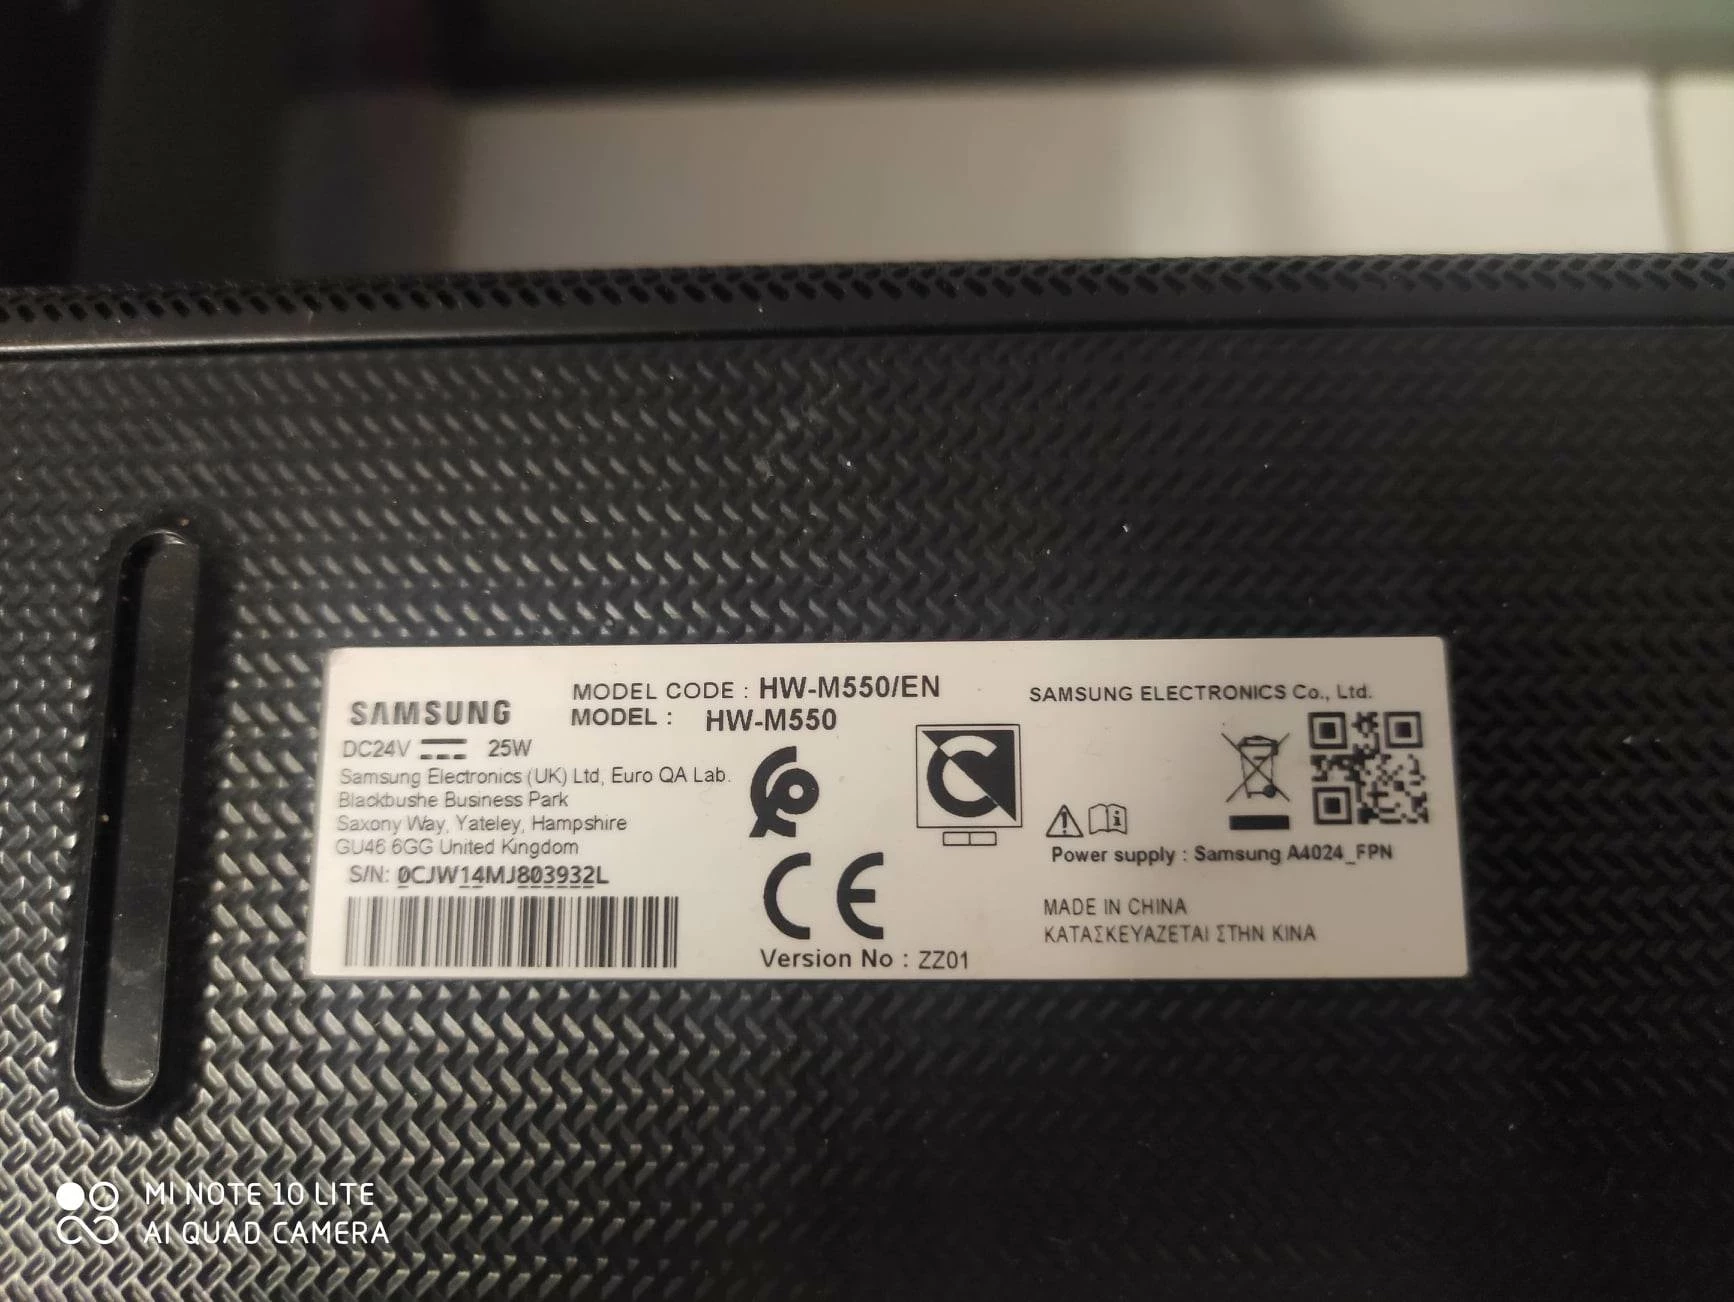 SAMSUNG
MODEL CODE : HW-M550/EN
MODEL : HW-M550
DC24V 25W
Samsung Electronics (UK) Ltd, Euro QA Lab.
Blackbushe Business Park
Saxony Way, Yateley, Hampshire
GU46 6GG United Kingdom
S/N: 0CJW14MJ803932L
CE
Version No : ZZ01
SAMSUNG ELECTRONICS Co., Ltd.
Power supply : Samsung A4024_FPN
MADE IN CHINA
ΚΑΤΑΣΚΕΥΑΖΕΤΑΙ ΣΤΗΝ ΚΙΝΑ
MI NOTE 10 LITE
AI QUAD CAMERA